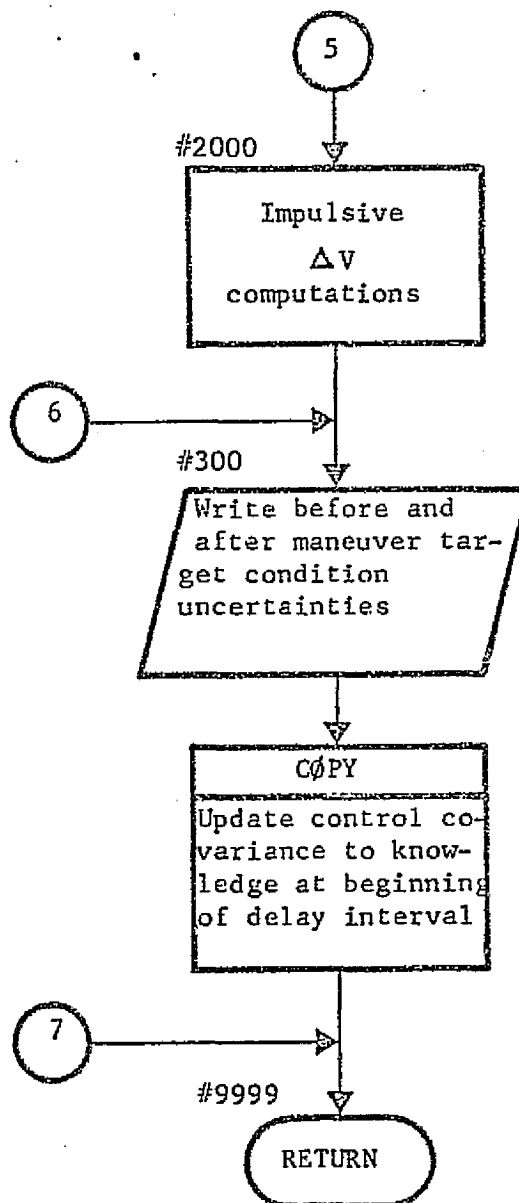 5
#2000
Impulsive
ΔV
computations
6
#300
Write before and
after maneuver tar-
get condition
uncertainties
CØPY
Update control co-
variance to know-
ledge at beginning
of delay interval
7
#9999
RETURN